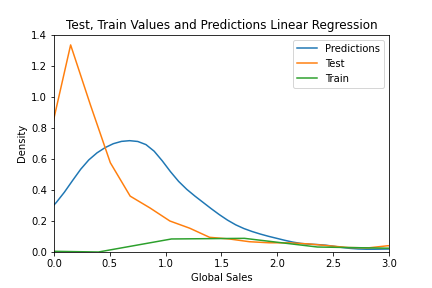 Test, Train Values and Predictions Linear Regression
1.4
1.2
1.0
0.8
0.6
0.4
0.2
0.0
Density
Predictions
Test
Train
0.0 0.5 1.0 1.5 2.0 2.5 3.0
Global Sales